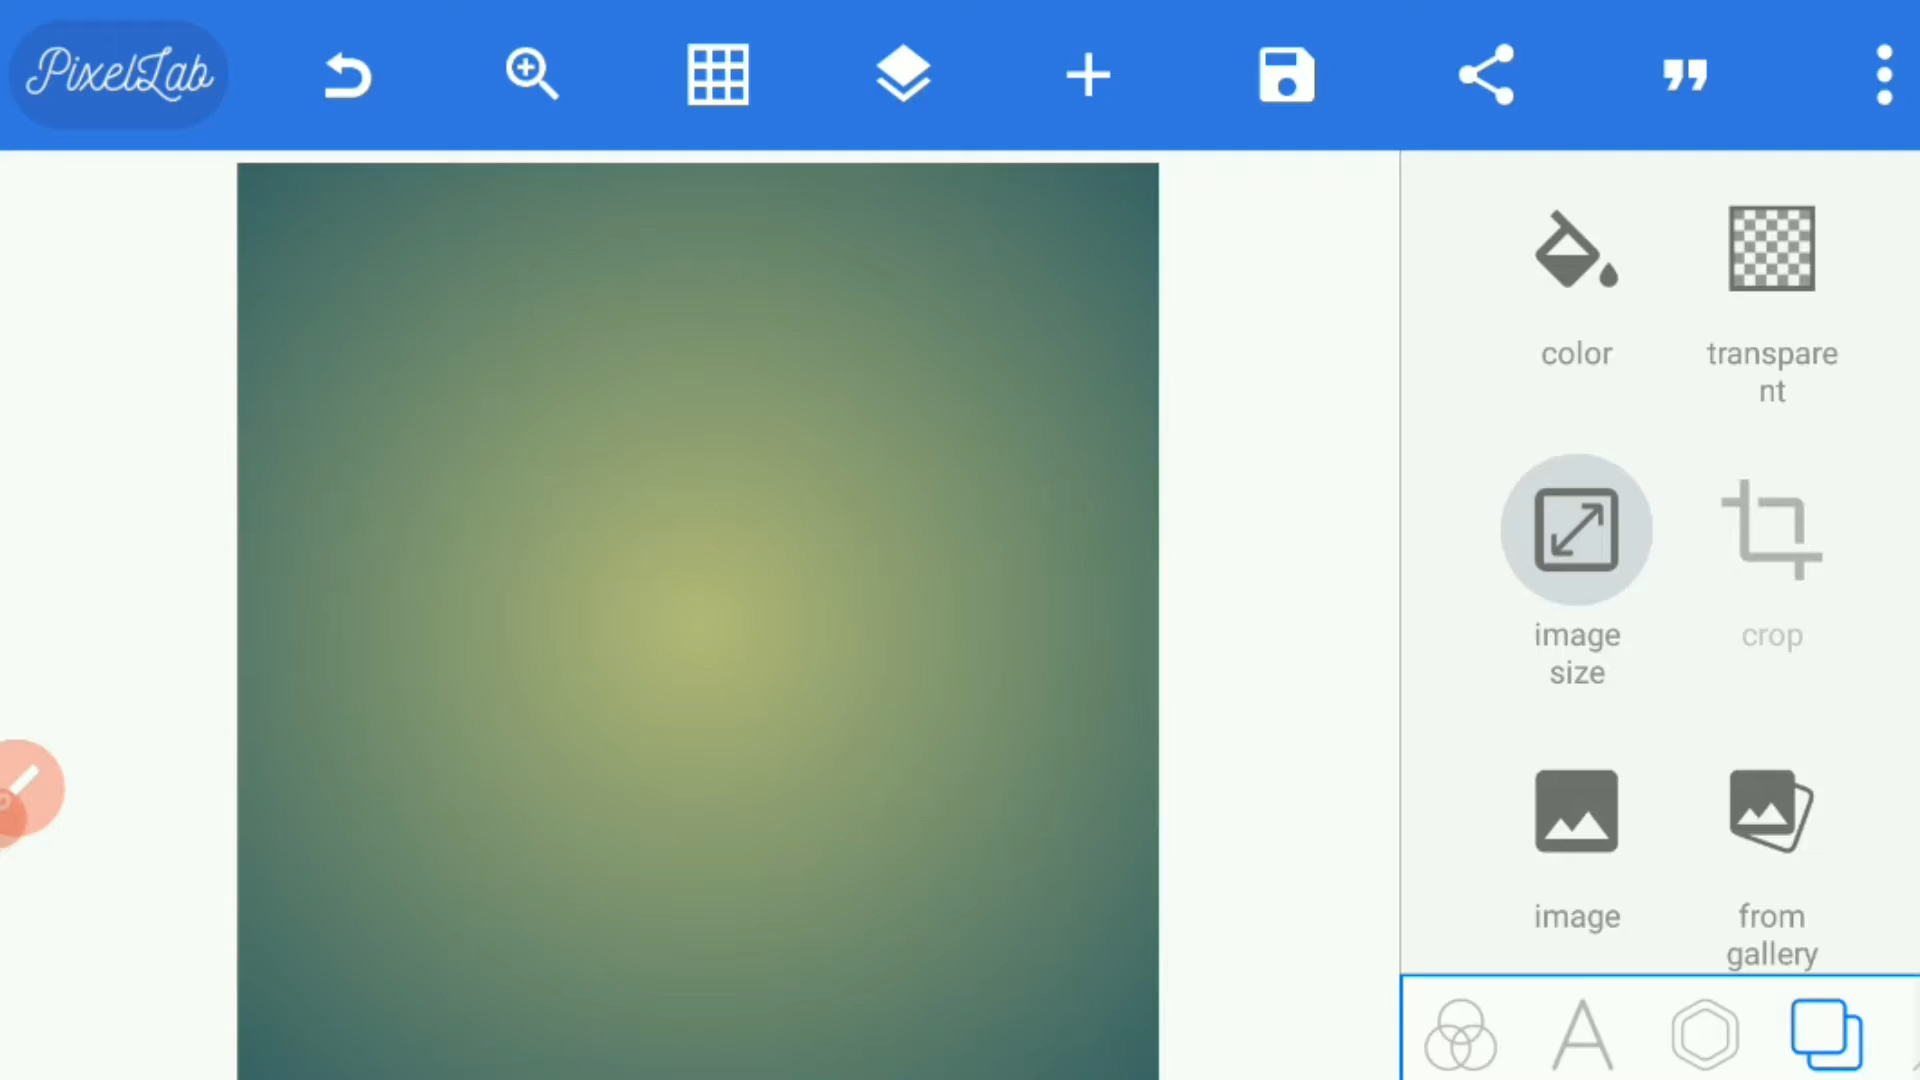 PixelLab
color
transpare
nt
image
size
crop
image
from
gallery